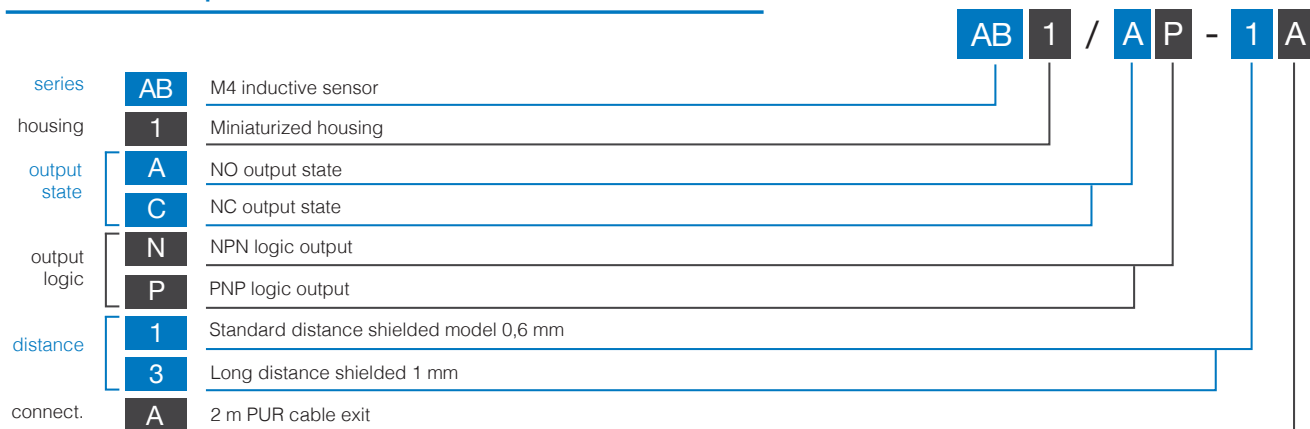 AB 1 / A P - 1 A
series AB M4 inductive sensor
housing 1 Miniaturized housing
output state A NO output state
C NC output state
output logic N NPN logic output
P PNP logic output
distance 1 Standard distance shielded model 0,6 mm
3 Long distance shielded 1 mm
connect. A 2 m PUR cable exit